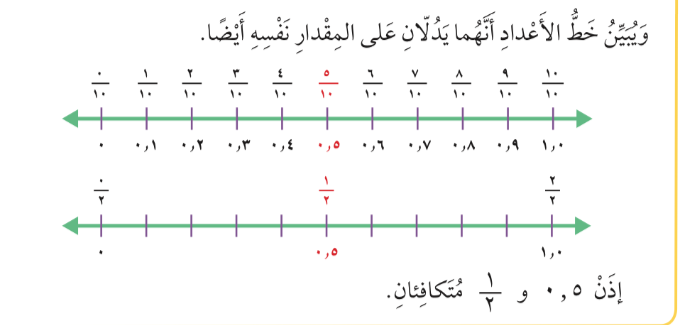 وَيُبَيِّنُ خَطُّ الأَعْدادِ أَنَّهُما يَدُلّانِ عَلى المِقْدارِ نَفْسِهِ أَيْضًا.
٠/١٠ ١/١٠ ٢/١٠ ٣/١٠ ٤/١٠ ٥/١٠ ٦/١٠ ٧/١٠ ٨/١٠ ٩/١٠ ١٠/١٠
٠ ٠,١ ٠,٢ ٠,٣ ٠,٤ ٠,٥ ٠,٦ ٠,٧ ٠,٨ ٠,٩ ١,٠
٠/٢ ١/٢ ٢/٢
٠ ٠,٥ ١,٠
إِذَنْ ٠,٥ و ١/٢ مُتَكافِئانِ.